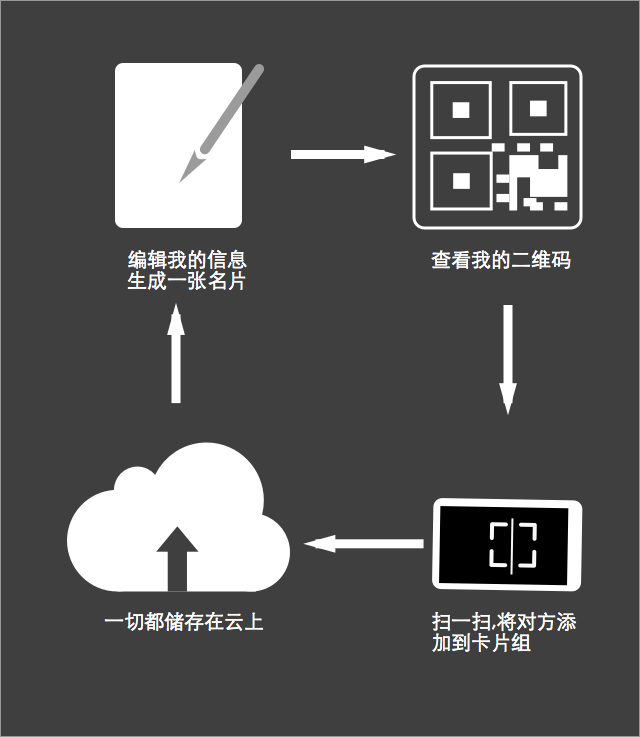 编辑我的信息
生成一张名片
查看我的二维码
扫一扫,将对方添
加到卡片组
一切都储存在云上